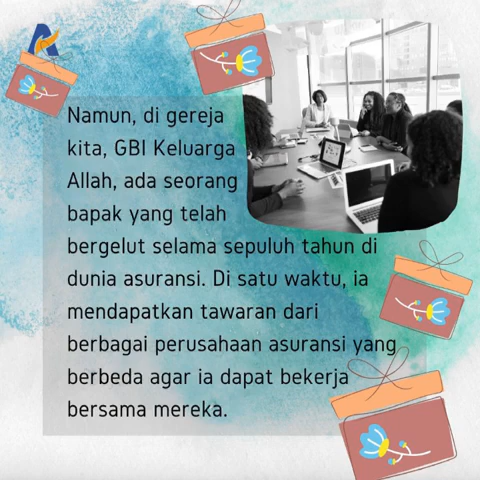 Namun, di gereja
kita, GBI Keluarga
Allah, ada seorang
bapak yang telah
bergelut selama sepuluh tahun di
dunia asuransi. Di satu waktu, ia
mendapatkan tawaran dari
berbagai perusahaan asuransi yang
berbeda agar ia dapat bekerja
bersama mereka.